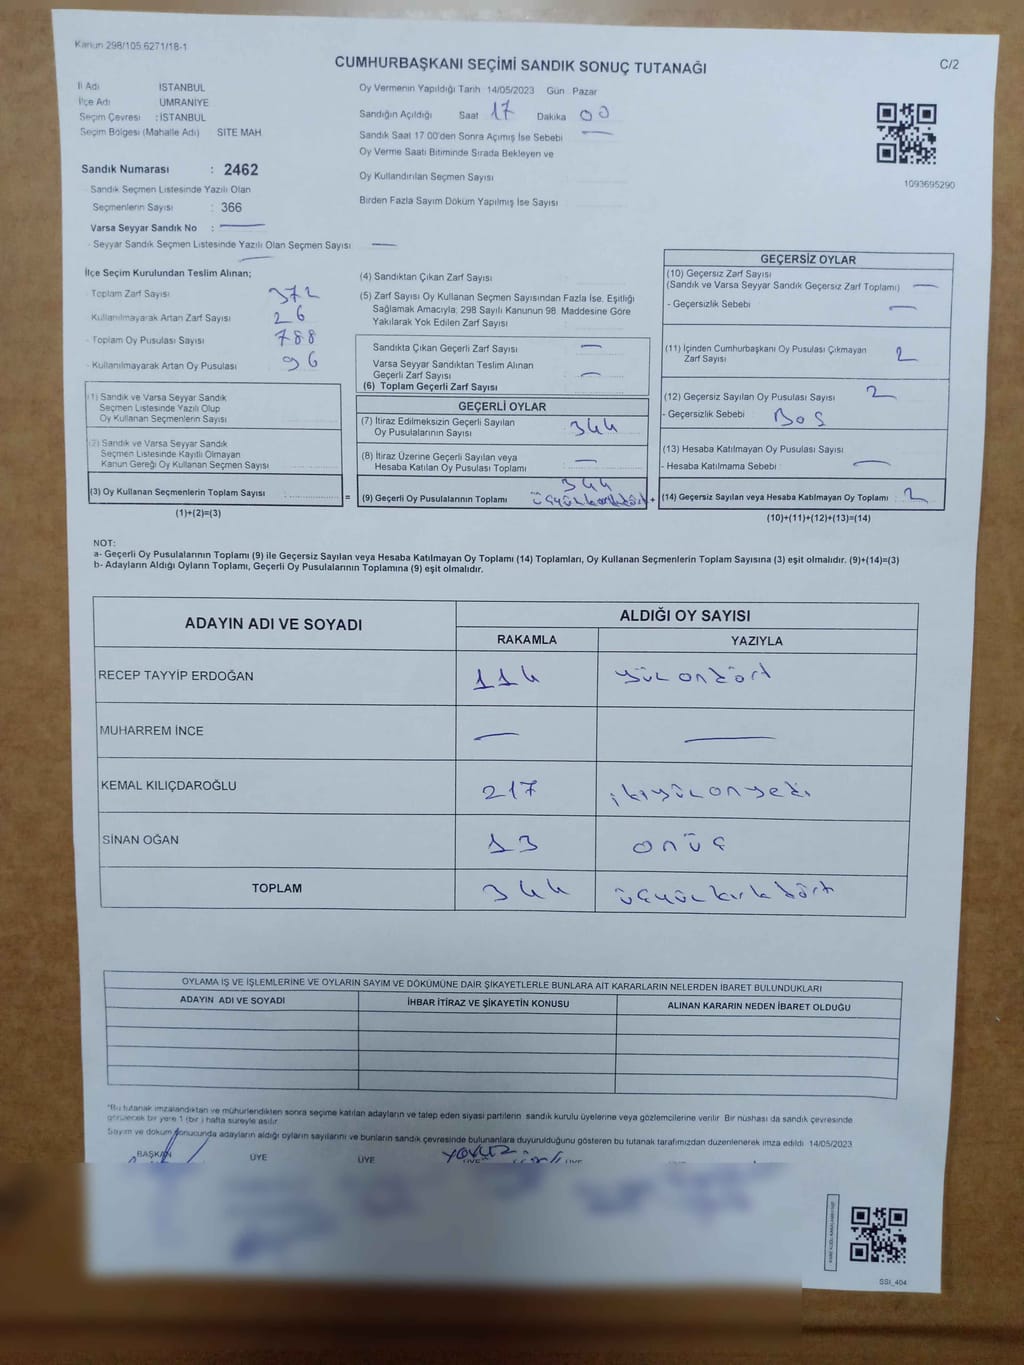 Kanun 298/105.6271/18-1
CUMHURBAŞKANI SEÇİMİ SANDIK SONUÇ TUTANAĞI
C/2
İl Adı İSTANBUL
İlçe Adı ÜMRANİYE
Seçim Çevresi : İSTANBUL
Seçim Bölgesi (Mahalle Adı) SİTE MAH.
Sandık Numarası : 2462
- Sandık Seçmen Listesinde Yazılı Olan
Seçmenlerin Sayısı : 366
Varsa Seyyar Sandık No : —
- Seyyar Sandık Seçmen Listesinde Yazılı Olan Seçmen Sayısı —
Oy Vermenin Yapıldığı Tarih 14/05/2023 Gün : Pazar
Sandığın Açıldığı Saat 17 Dakika 00
Sandık Saat 17:00'den Sonra Açımış İse Sebebi —
Oy Verme Saati Bitiminde Sırada Bekleyen ve
Oy Kullandırılan Seçmen Sayısı
Birden Fazla Sayım Döküm Yapılmış İse Sayısı
1093695290
İlçe Seçim Kurulundan Teslim Alınan;
- Toplam Zarf Sayısı 372
- Kullanılmayarak Artan Zarf Sayısı 26
- Toplam Oy Pusulası Sayısı 788
- Kullanılmayarak Artan Oy Pusulası 96
(1) Sandık ve Varsa Seyyar Sandık
Seçmen Listesinde Yazılı Olup
Oy Kullanan Seçmenlerin Sayısı
(2) Sandık ve Varsa Seyyar Sandık
Seçmen Listesinde Kayıtlı Olmayan
Kanun Gereği Oy Kullanan Seçmen Sayısı
(3) Oy Kullanan Seçmenlerin Toplam Sayısı : =
(1)+(2)=(3)
(4) Sandıktan Çıkan Zarf Sayısı
(5) Zarf Sayısı Oy Kullanan Seçmen Sayısından Fazla İse, Eşitliği
Sağlamak Amacıyla; 298 Sayılı Kanunun 98. Maddesine Göre
Yakılarak Yok Edilen Zarf Sayısı
Sandıkta Çıkan Geçerli Zarf Sayısı —
Varsa Seyyar Sandıktan Teslim Alınan
Geçerli Zarf Sayısı —
(6) Toplam Geçerli Zarf Sayısı
GEÇERLİ OYLAR
(7) İtiraz Edilmeksizin Geçerli Sayılan
Oy Pusulalarının Sayısı 344
(8) İtiraz Üzerine Geçerli Sayılan veya
Hesaba Katılan Oy Pusulası Toplamı —
344
(9) Geçerli Oy Pusulalarının Toplamı üçyüzkırkdört +
GEÇERSİZ OYLAR
(10) Geçersiz Zarf Sayısı
(Sandık ve Varsa Seyyar Sandık Geçersiz Zarf Toplamı) —
- Geçersizlik Sebebi —
(11) İçinden Cumhurbaşkanı Oy Pusulası Çıkmayan
Zarf Sayısı 2
(12) Geçersiz Sayılan Oy Pusulası Sayısı 2
- Geçersizlik Sebebi : BOŞ
(13) Hesaba Katılmayan Oy Pusulası Sayısı
- Hesaba Katılmama Sebebi : —
(14) Geçersiz Sayılan veya Hesaba Katılmayan Oy Toplamı : 2
(10)+(11)+(12)+(13)=(14)
NOT:
a- Geçerli Oy Pusulalarının Toplamı (9) ile Geçersiz Sayılan veya Hesaba Katılmayan Oy Toplamı (14) Toplamları, Oy Kullanan Seçmenlerin Toplam Sayısına (3) eşit olmalıdır. (9)+(14)=(3)
b- Adayların Aldığı Oyların Toplamı, Geçerli Oy Pusulalarının Toplamına (9) eşit olmalıdır.
ADAYIN ADI VE SOYADI
ALDIĞI OY SAYISI
RAKAMLA YAZIYLA
RECEP TAYYİP ERDOĞAN 114 yüzondört
MUHARREM İNCE — —
KEMAL KILIÇDAROĞLU 217 ikiyüzonyedi
SİNAN OĞAN 13 onüç
TOPLAM 344 üçyüzkırkdört
OYLAMA İŞ VE İŞLEMLERİNE VE OYLARIN SAYIM VE DÖKÜMÜNE DAİR ŞİKAYETLERLE BUNLARA AİT KARARLARIN NELERDEN İBARET BULUNDUKLARI
ADAYIN ADI VE SOYADI İHBAR İTİRAZ VE ŞİKAYETİN KONUSU ALINAN KARARIN NEDEN İBARET OLDUĞU
*Bu tutanak imzalandıktan ve mühürlendikten sonra seçime katılan adayların ve talep eden siyasi partilerin sandık kurulu üyelerine veya gözlemcilerine verilir. Bir nüshası da sandık çevresinde
görülecek bir yere 1 (bir) hafta süreyle asılır.
Sayım ve döküm sonucunda adayların aldığı oyların sayılarını ve bunların sandık çevresinde bulunanlara duyurulduğunu gösteren bu tutanak tarafımızdan düzenlenerek imza edildi. 14/05/2023
BAŞKAN ÜYE ÜYE yavuz
SSI_404